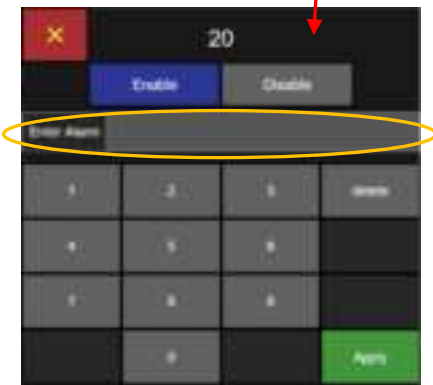 × 20
Enable Disable
Enter Alarm
1 2 3 delete
4 5 6
7 8 9
0 Apply